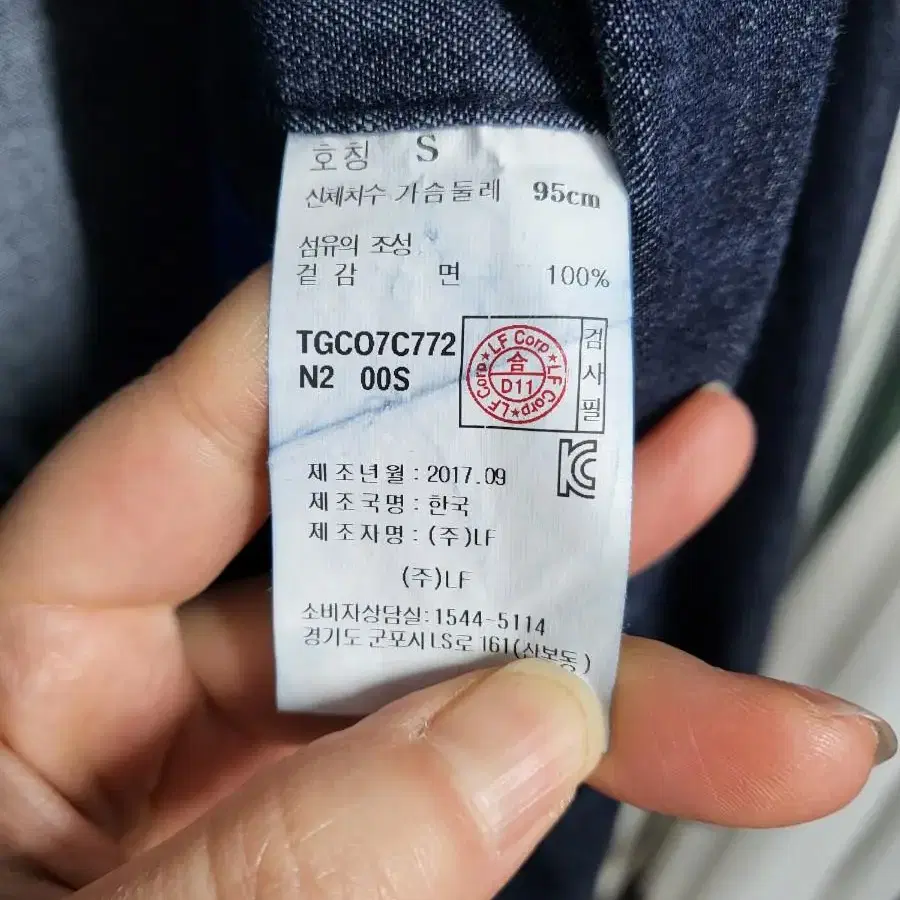 호칭 S
신체치수 가슴둘레 95cm
섬유의 조성
겉감 면 100%
TGCO7C772
N2 00S
LF Corp★LF Corp★LF Corp★
合
D11
검사필
KC
제조년월 : 2017.09
제조국명 : 한국
제조자명 : (주)LF
(주)LF
소비자상담실:1544-5114
경기도 군포시 LS로 161(산본동)